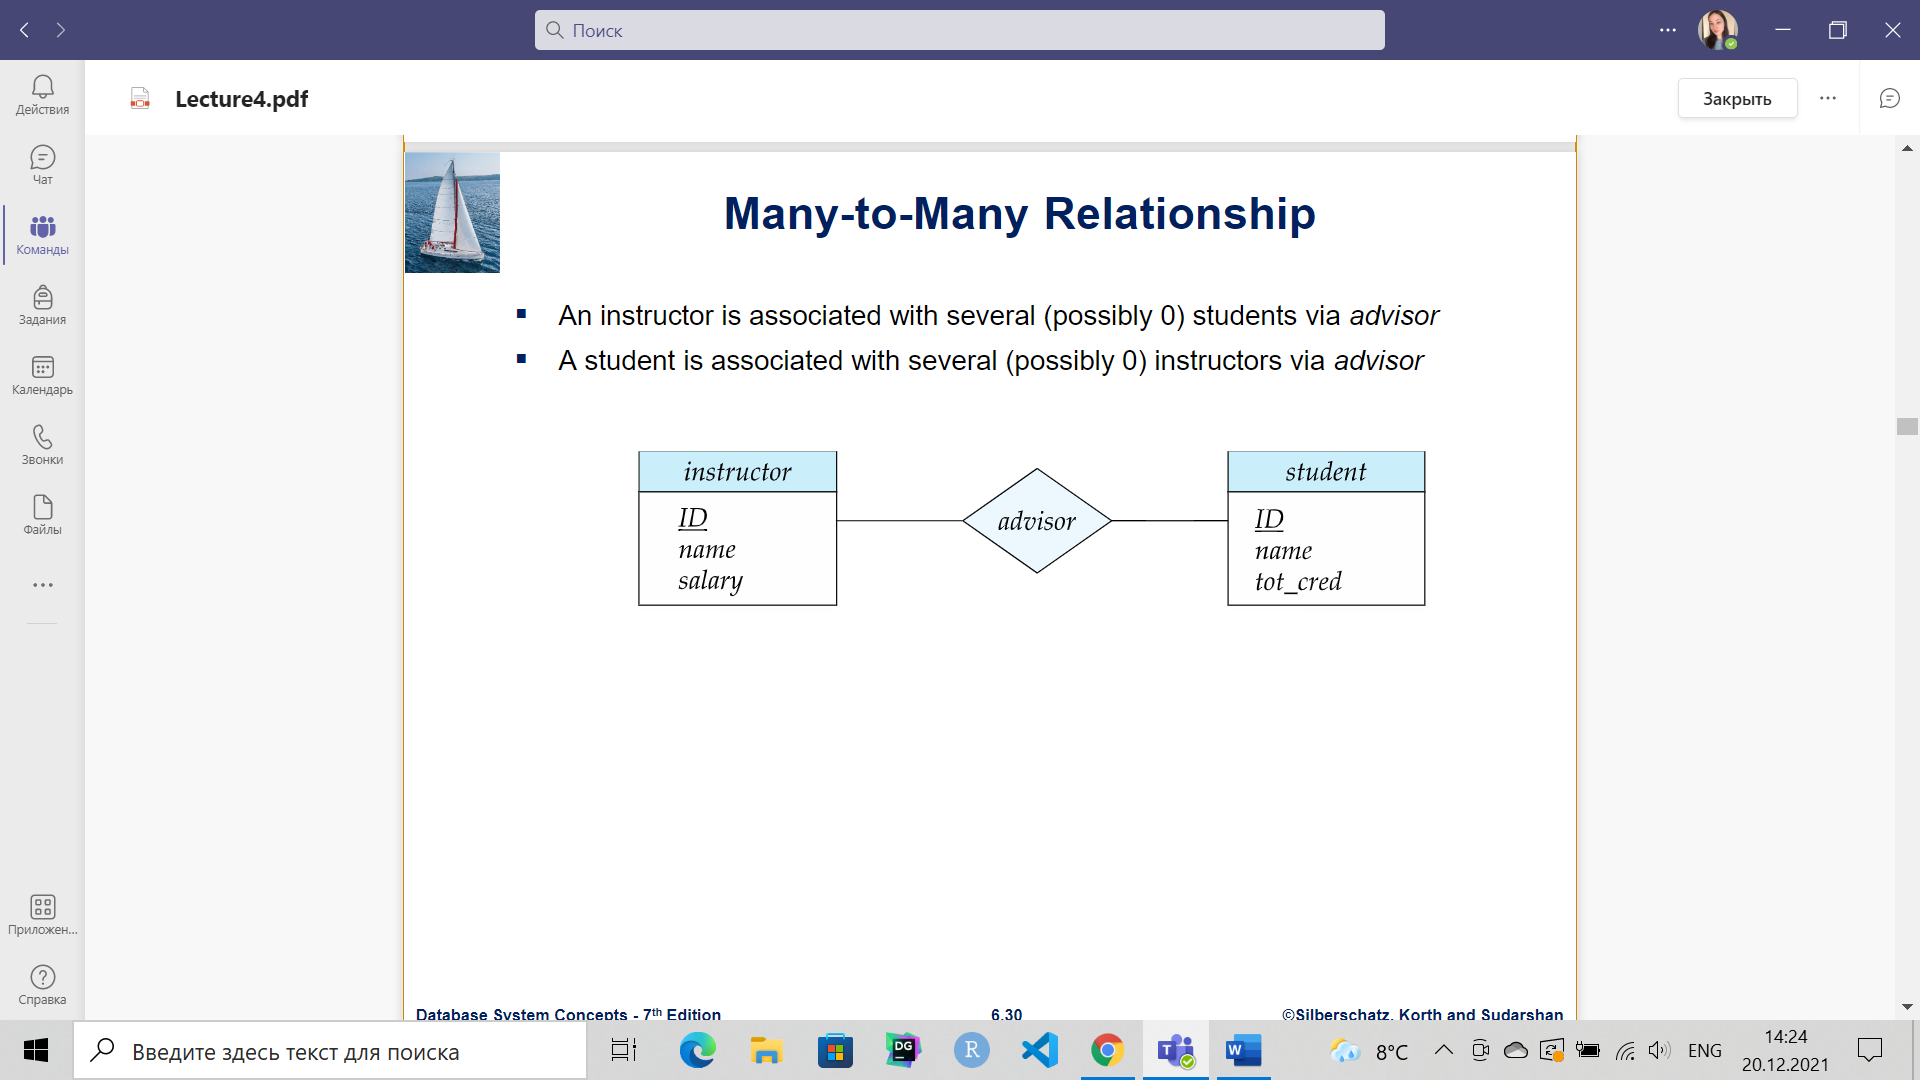 Поиск
Lecture4.pdf
Закрыть
Действия
Чат
Команды
Задания
Календарь
Звонки
Файлы
Приложен...
Справка
Many-to-Many Relationship
An instructor is associated with several (possibly 0) students via advisor
A student is associated with several (possibly 0) instructors via advisor
instructor
ID
name
salary
advisor
student
ID
name
tot_cred
Database System Concepts - 7th Edition
6.30
©Silberschatz, Korth and Sudarshan
Введите здесь текст для поиска
DG
R
T
W
8°C
ENG
14:24
20.12.2021